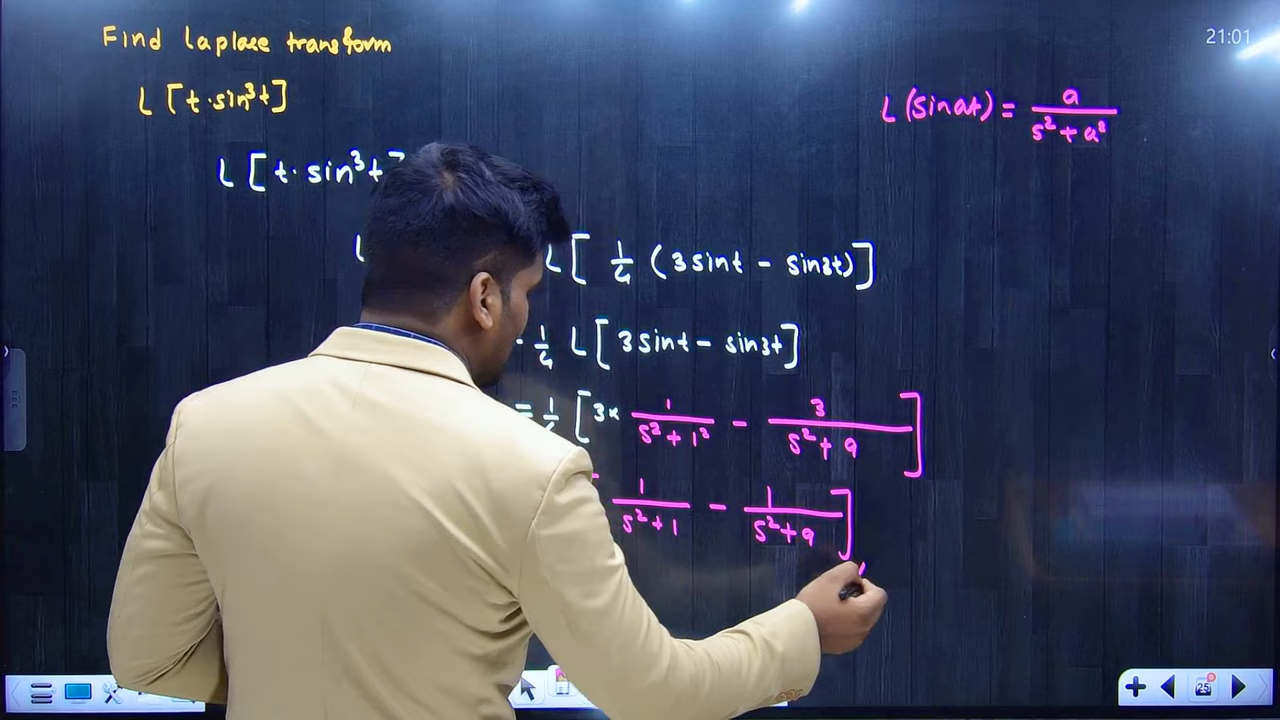 Find Laplace transform
21:01
L [t·sin³t]
L (sinat) = a / s² + a²
L [t· sin³t]
L[ 1/4 (3sint - sin3t)]
- 1/4 L[ 3sint - sin3t]
= 1/4 [3× 1 / s² + 1² - 3 / s² + 9 ]
1 / s² + 1 - 1 / s² + 9 ]
25